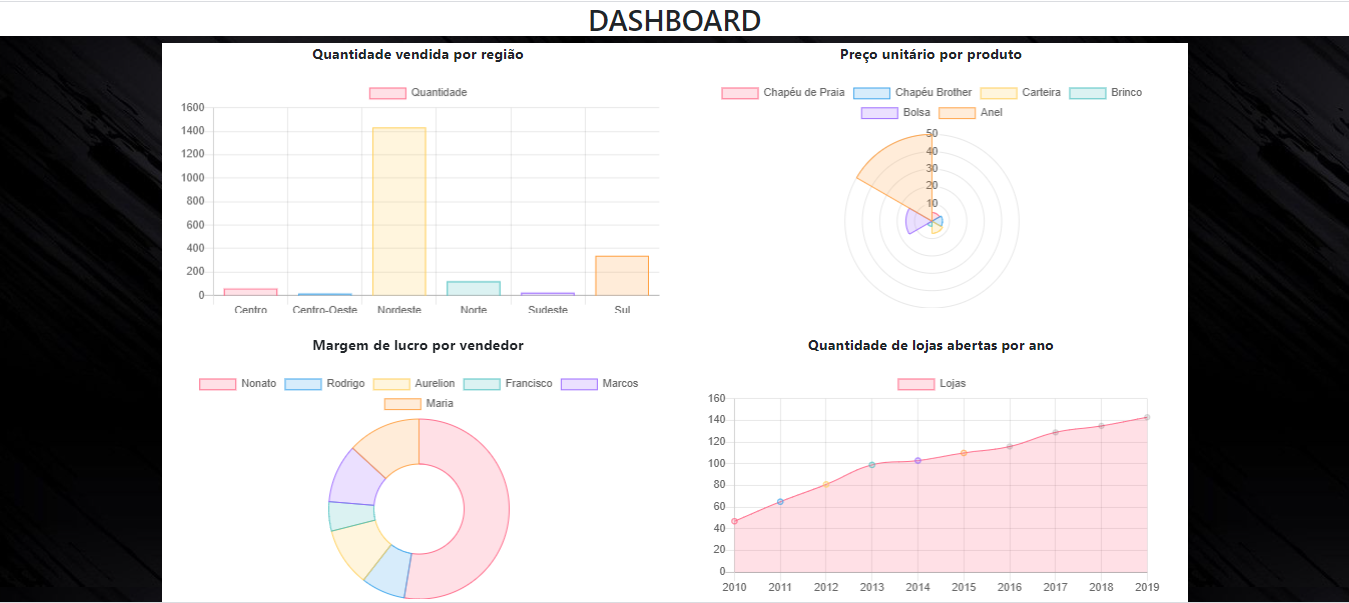 DASHBOARD
Quantidade vendida por região
Quantidade
1600
1400
1200
1000
800
600
400
200
0
Centro Centro-Oeste Nordeste Norte Sudeste Sul
Preço unitário por produto
Chapéu de Praia Chapéu Brother Carteira Brinco
Bolsa Anel
50
40
30
20
10
Margem de lucro por vendedor
Nonato Rodrigo Aurelion Francisco Marcos
Maria
Quantidade de lojas abertas por ano
Lojas
160
140
120
100
80
60
40
20
0
2010 2011 2012 2013 2014 2015 2016 2017 2018 2019